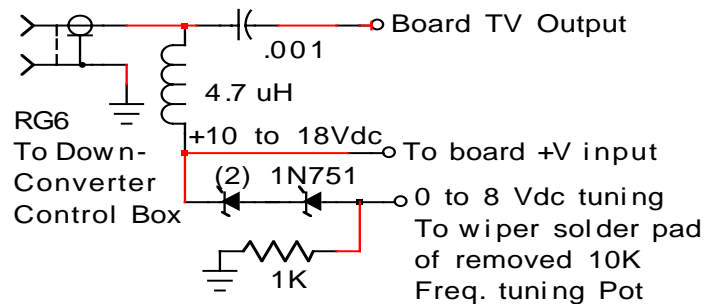 Board TV Output
.001
4.7 uH
RG6
To Down-
Converter
Control Box
+10 to 18Vdc
To board +V input
(2) 1N751
0 to 8 Vdc tuning
To wiper solder pad
of removed 10K
Freq. tuning Pot
1K